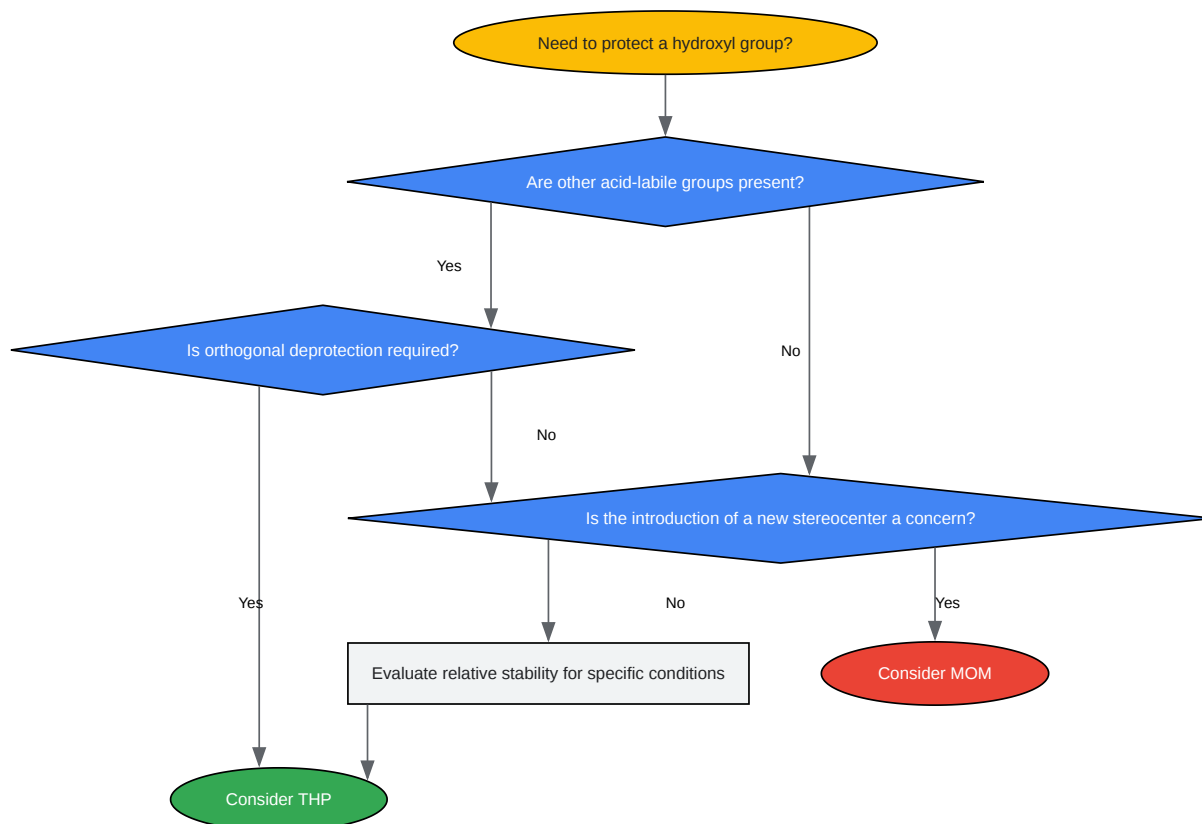 Need to protect a hydroxyl group?
Are other acid-labile groups present?
Yes
Is orthogonal deprotection required?
No
No
Is the introduction of a new stereocenter a concern?
Yes
No
Yes
Evaluate relative stability for specific conditions
Consider MOM
Consider THP